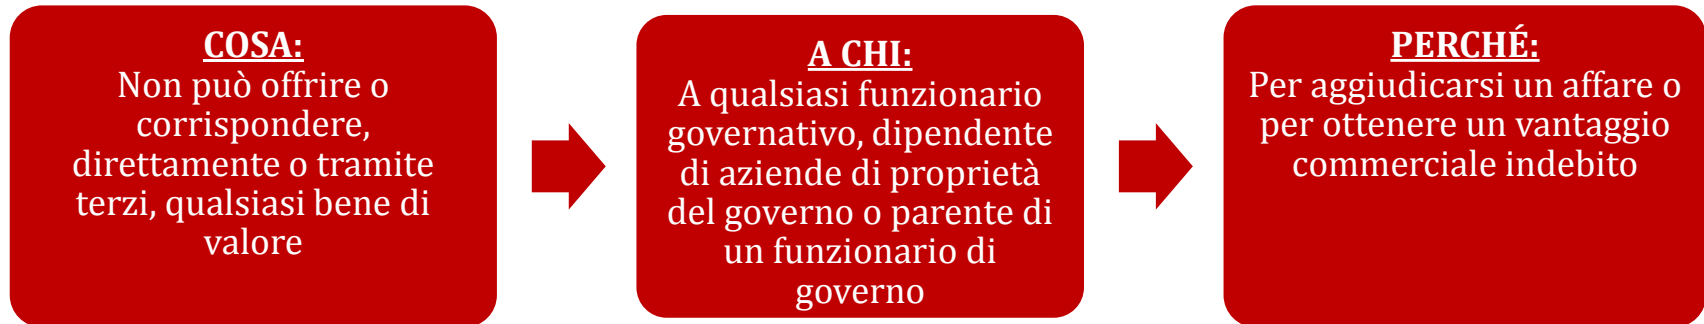 COSA:
Non può offrire o
corrispondere,
direttamente o tramite
terzi, qualsiasi bene di
valore
A CHI:
A qualsiasi funzionario
governativo, dipendente
di aziende di proprietà
del governo o parente di
un funzionario di
governo
PERCHÉ:
Per aggiudicarsi un affare o
per ottenere un vantaggio
commerciale indebito